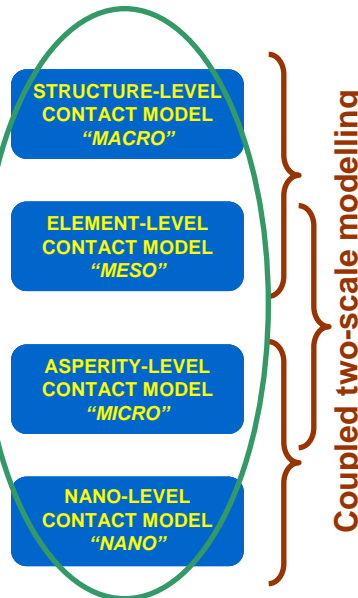 STRUCTURE-LEVEL
CONTACT MODEL
“MACRO”
ELEMENT-LEVEL
CONTACT MODEL
“MESO”
ASPERITY-LEVEL
CONTACT MODEL
“MICRO”
NANO-LEVEL
CONTACT MODEL
“NANO”
Coupled two-scale modelling